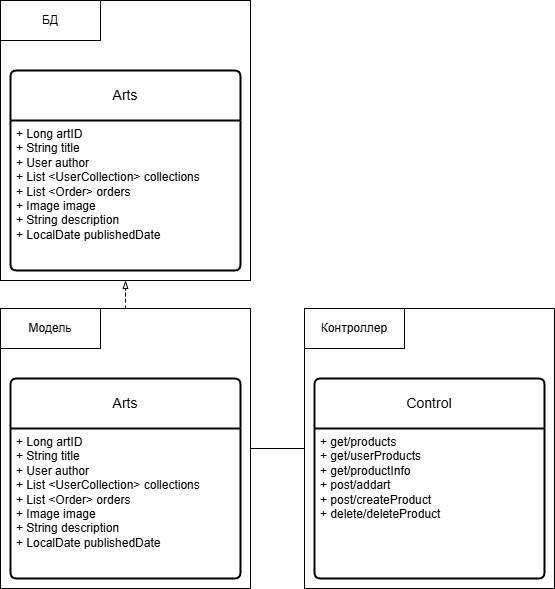 БД
Arts
+ Long artID
+ String title
+ User author
+ List <UserCollection> collections
+ List <Order> orders
+ Image image
+ String description
+ LocalDate publishedDate
Модель
Arts
+ Long artID
+ String title
+ User author
+ List <UserCollection> collections
+ List <Order> orders
+ Image image
+ String description
+ LocalDate publishedDate
Контроллер
Control
+ get/products
+ get/userProducts
+ get/productInfo
+ post/addart
+ post/createProduct
+ delete/deleteProduct